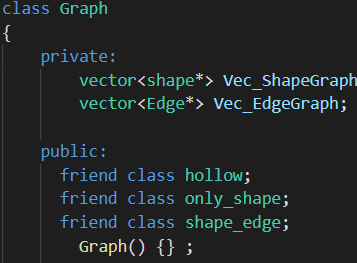 class Graph
{
private:
vector<shape*> Vec_ShapeGraph
vector<Edge*> Vec_EdgeGraph;
public:
friend class hollow;
friend class only_shape;
friend class shape_edge;
Graph() {} ;